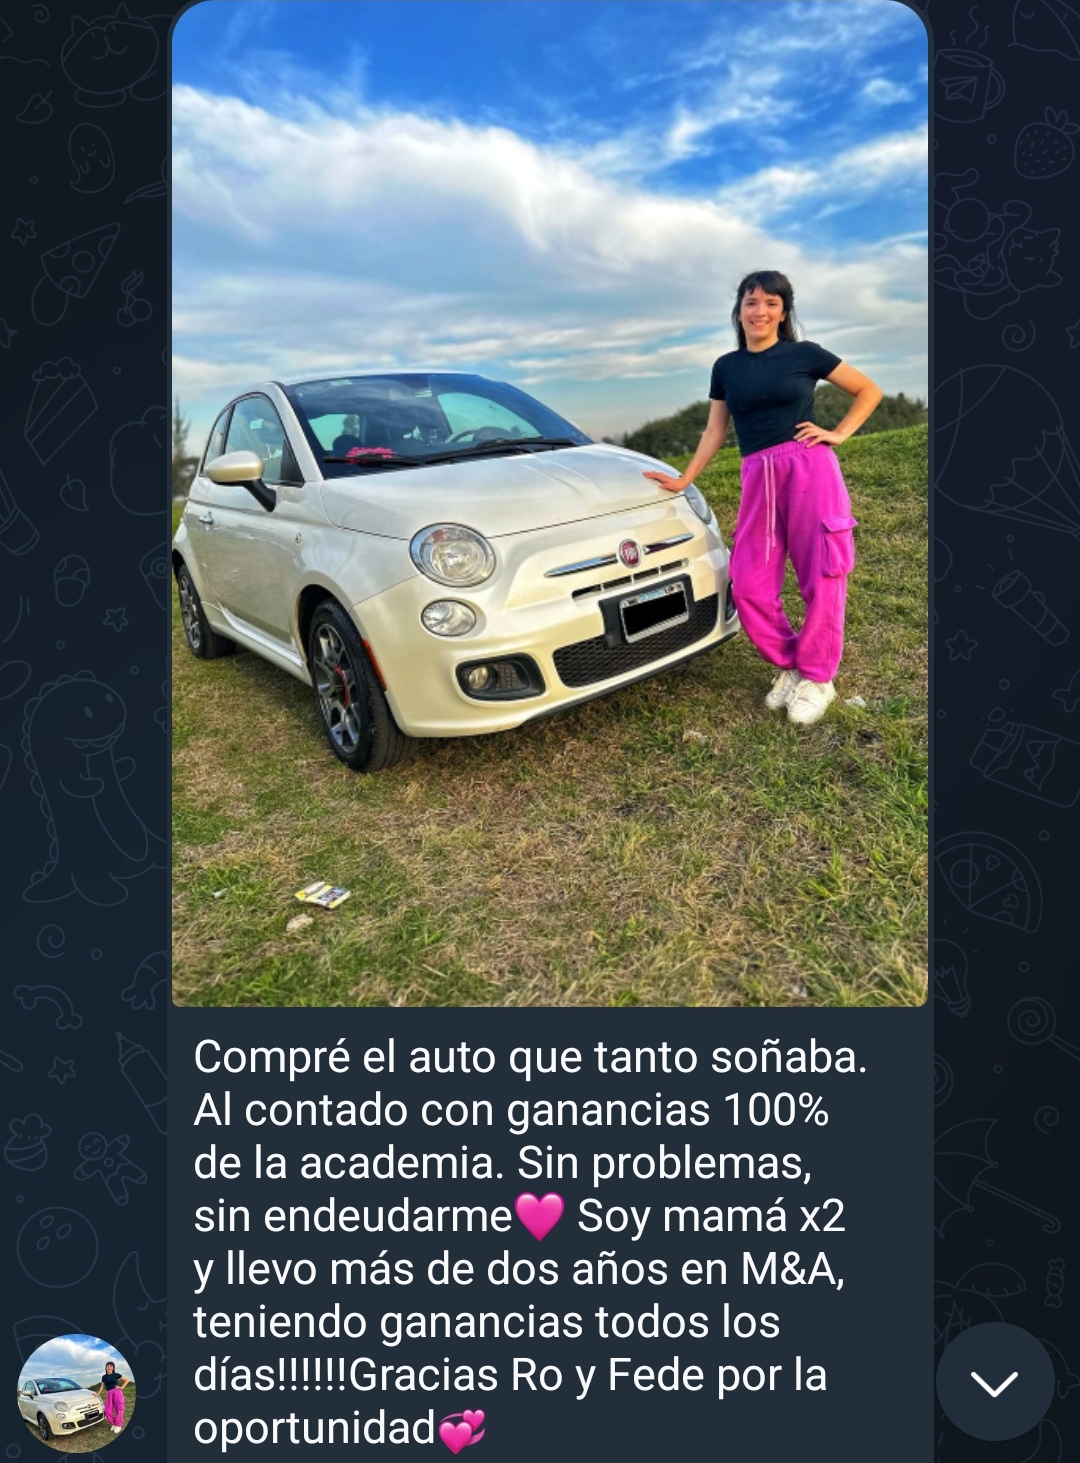 Compré el auto que tanto soñaba.
Al contado con ganancias 100%
de la academia. Sin problemas,
sin endeudarme🩷 Soy mamá x2
y llevo más de dos años en M&A,
teniendo ganancias todos los
días!!!!!!Gracias Ro y Fede por la
oportunidad💞